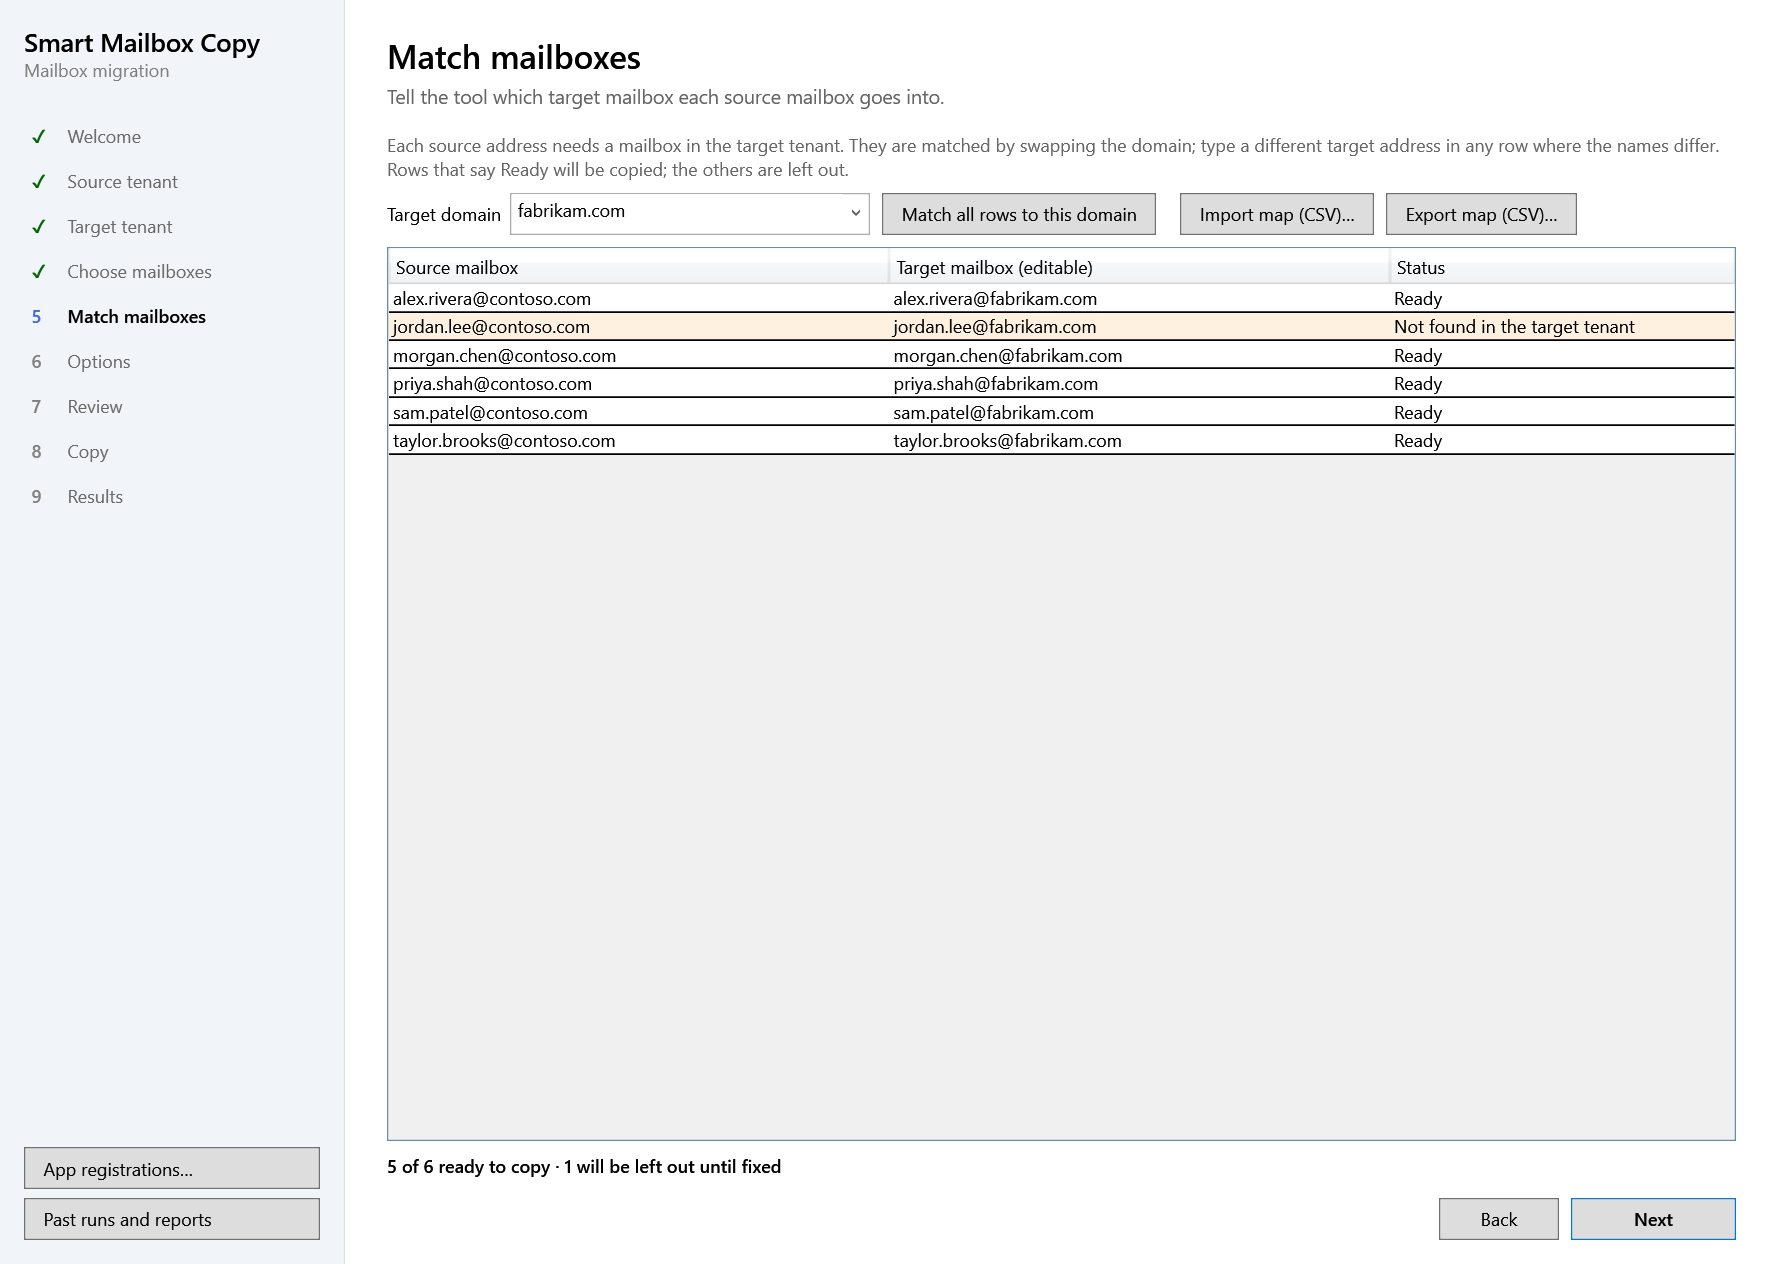 Smart Mailbox Copy
Mailbox migration
✓ Welcome
✓ Source tenant
✓ Target tenant
✓ Choose mailboxes
5 Match mailboxes
6 Options
7 Review
8 Copy
9 Results
App registrations...
Past runs and reports
Match mailboxes
Tell the tool which target mailbox each source mailbox goes into.
Each source address needs a mailbox in the target tenant. They are matched by swapping the domain; type a different target address in any row where the names differ.
Rows that say Ready will be copied; the others are left out.
Target domain fabrikam.com Match all rows to this domain Import map (CSV)... Export map (CSV)...
Source mailbox Target mailbox (editable) Status
alex.rivera@contoso.com alex.rivera@fabrikam.com Ready
jordan.lee@contoso.com jordan.lee@fabrikam.com Not found in the target tenant
morgan.chen@contoso.com morgan.chen@fabrikam.com Ready
priya.shah@contoso.com priya.shah@fabrikam.com Ready
sam.patel@contoso.com sam.patel@fabrikam.com Ready
taylor.brooks@contoso.com taylor.brooks@fabrikam.com Ready
5 of 6 ready to copy · 1 will be left out until fixed
Back Next